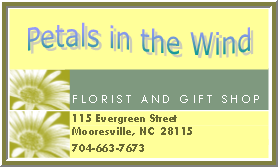 Petals in the Wind
FLORIST AND GIFT SHOP
115 Evergreen Street
Mooresville, NC 28115
704-663-7673